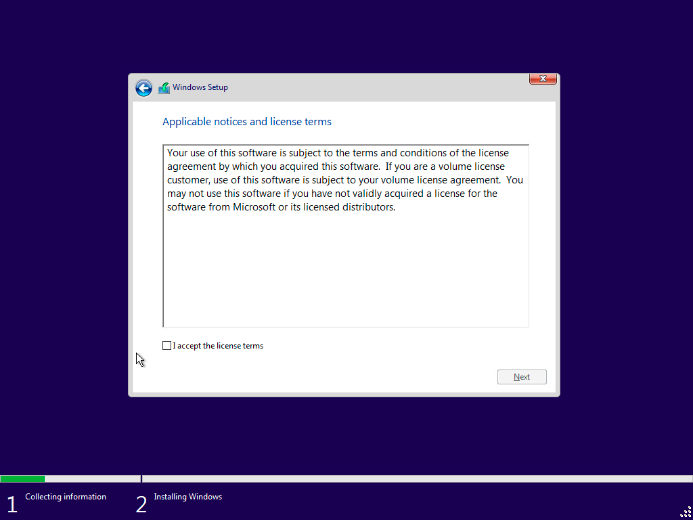 Windows Setup
Applicable notices and license terms
Your use of this software is subject to the terms and conditions of the license
agreement by which you acquired this software.  If you are a volume license
customer, use of this software is subject to your volume license agreement.  You
may not use this software if you have not validly acquired a license for the
software from Microsoft or its licensed distributors.
I accept the license terms
Next
1 Collecting information
2 Installing Windows